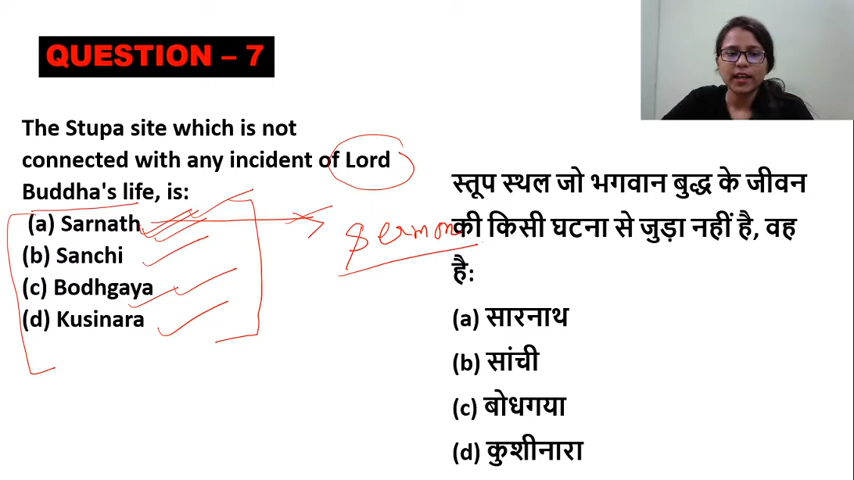 QUESTION – 7
The Stupa site which is not
connected with any incident of Lord
Buddha's life, is:
(a) Sarnath
(b) Sanchi
(c) Bodhgaya
(d) Kusinara
Sermon
स्तूप स्थल जो भगवान बुद्ध के जीवन
की किसी घटना से जुड़ा नहीं है, वह
है:
(a) सारनाथ
(b) सांची
(c) बोधगया
(d) कुशीनारा